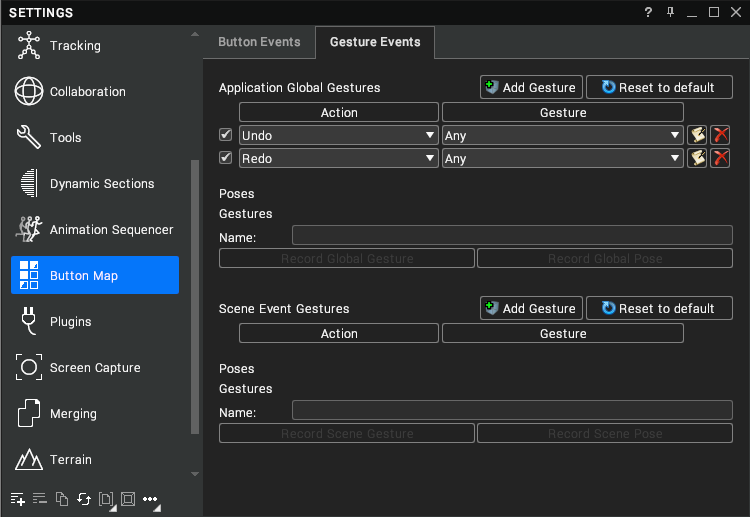 SETTINGS
Tracking
Collaboration
Tools
Dynamic Sections
Animation Sequencer
Button Map
Plugins
Screen Capture
Merging
Terrain
Button Events Gesture Events
Application Global Gestures Add Gesture Reset to default
Action Gesture
Undo Any
Redo Any
Poses
Gestures
Name:
Record Global Gesture Record Global Pose
Scene Event Gestures Add Gesture Reset to default
Action Gesture
Poses
Gestures
Name:
Record Scene Gesture Record Scene Pose